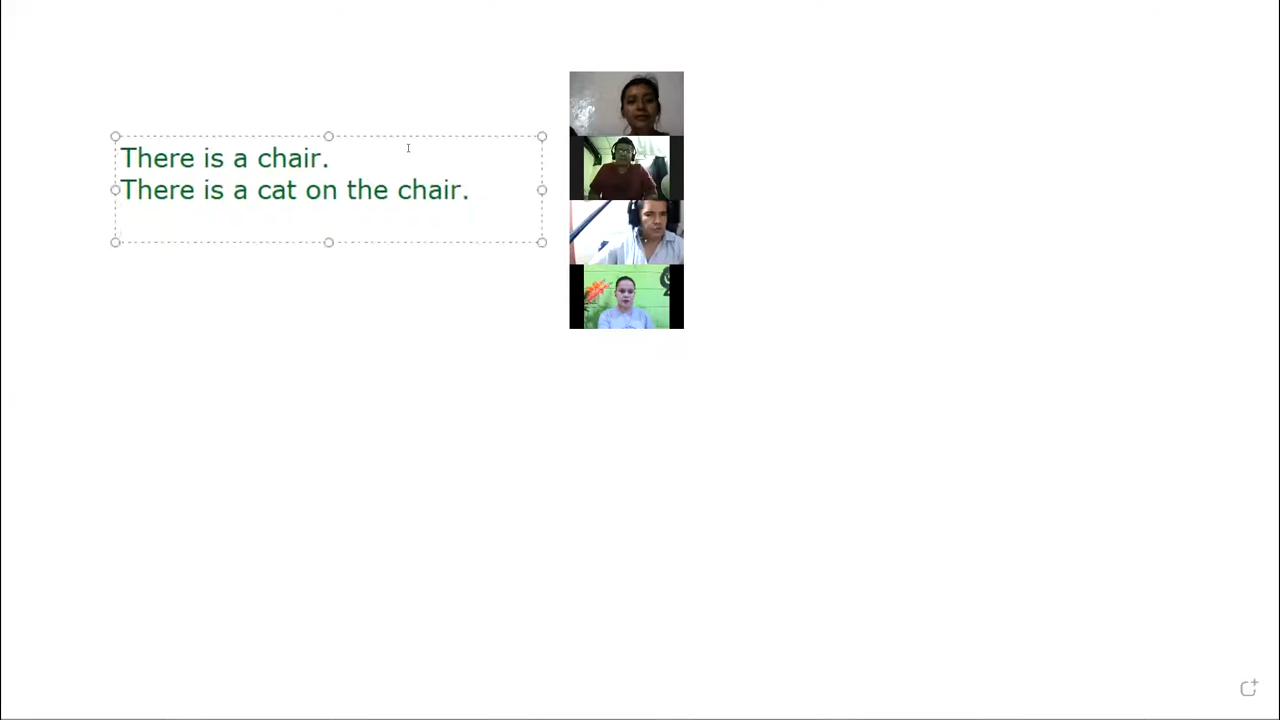 There is a chair.
There is a cat on the chair.